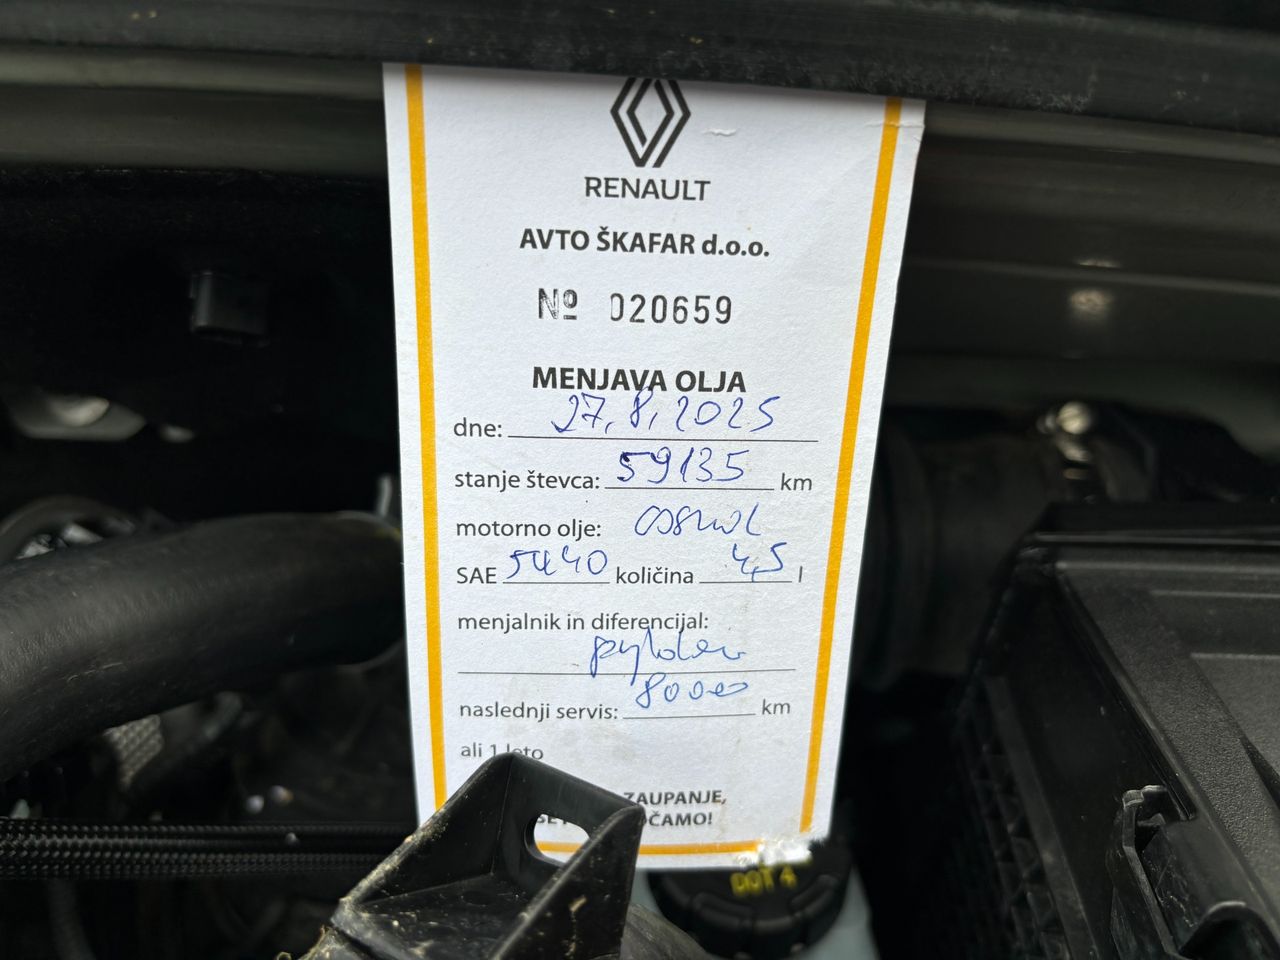 RENAULT
AVTO ŠKAFAR d.o.o.
Nº 020659
MENJAVA OLJA
dne: 27.8.2025
stanje števca: 59135 km
motorno olje:
SAE 5W40 količina 4,5 l
menjalnik in diferencijal:
naslednji servis: 80000 km
ali 1 leto
ZAUPANJE,
DOT 4